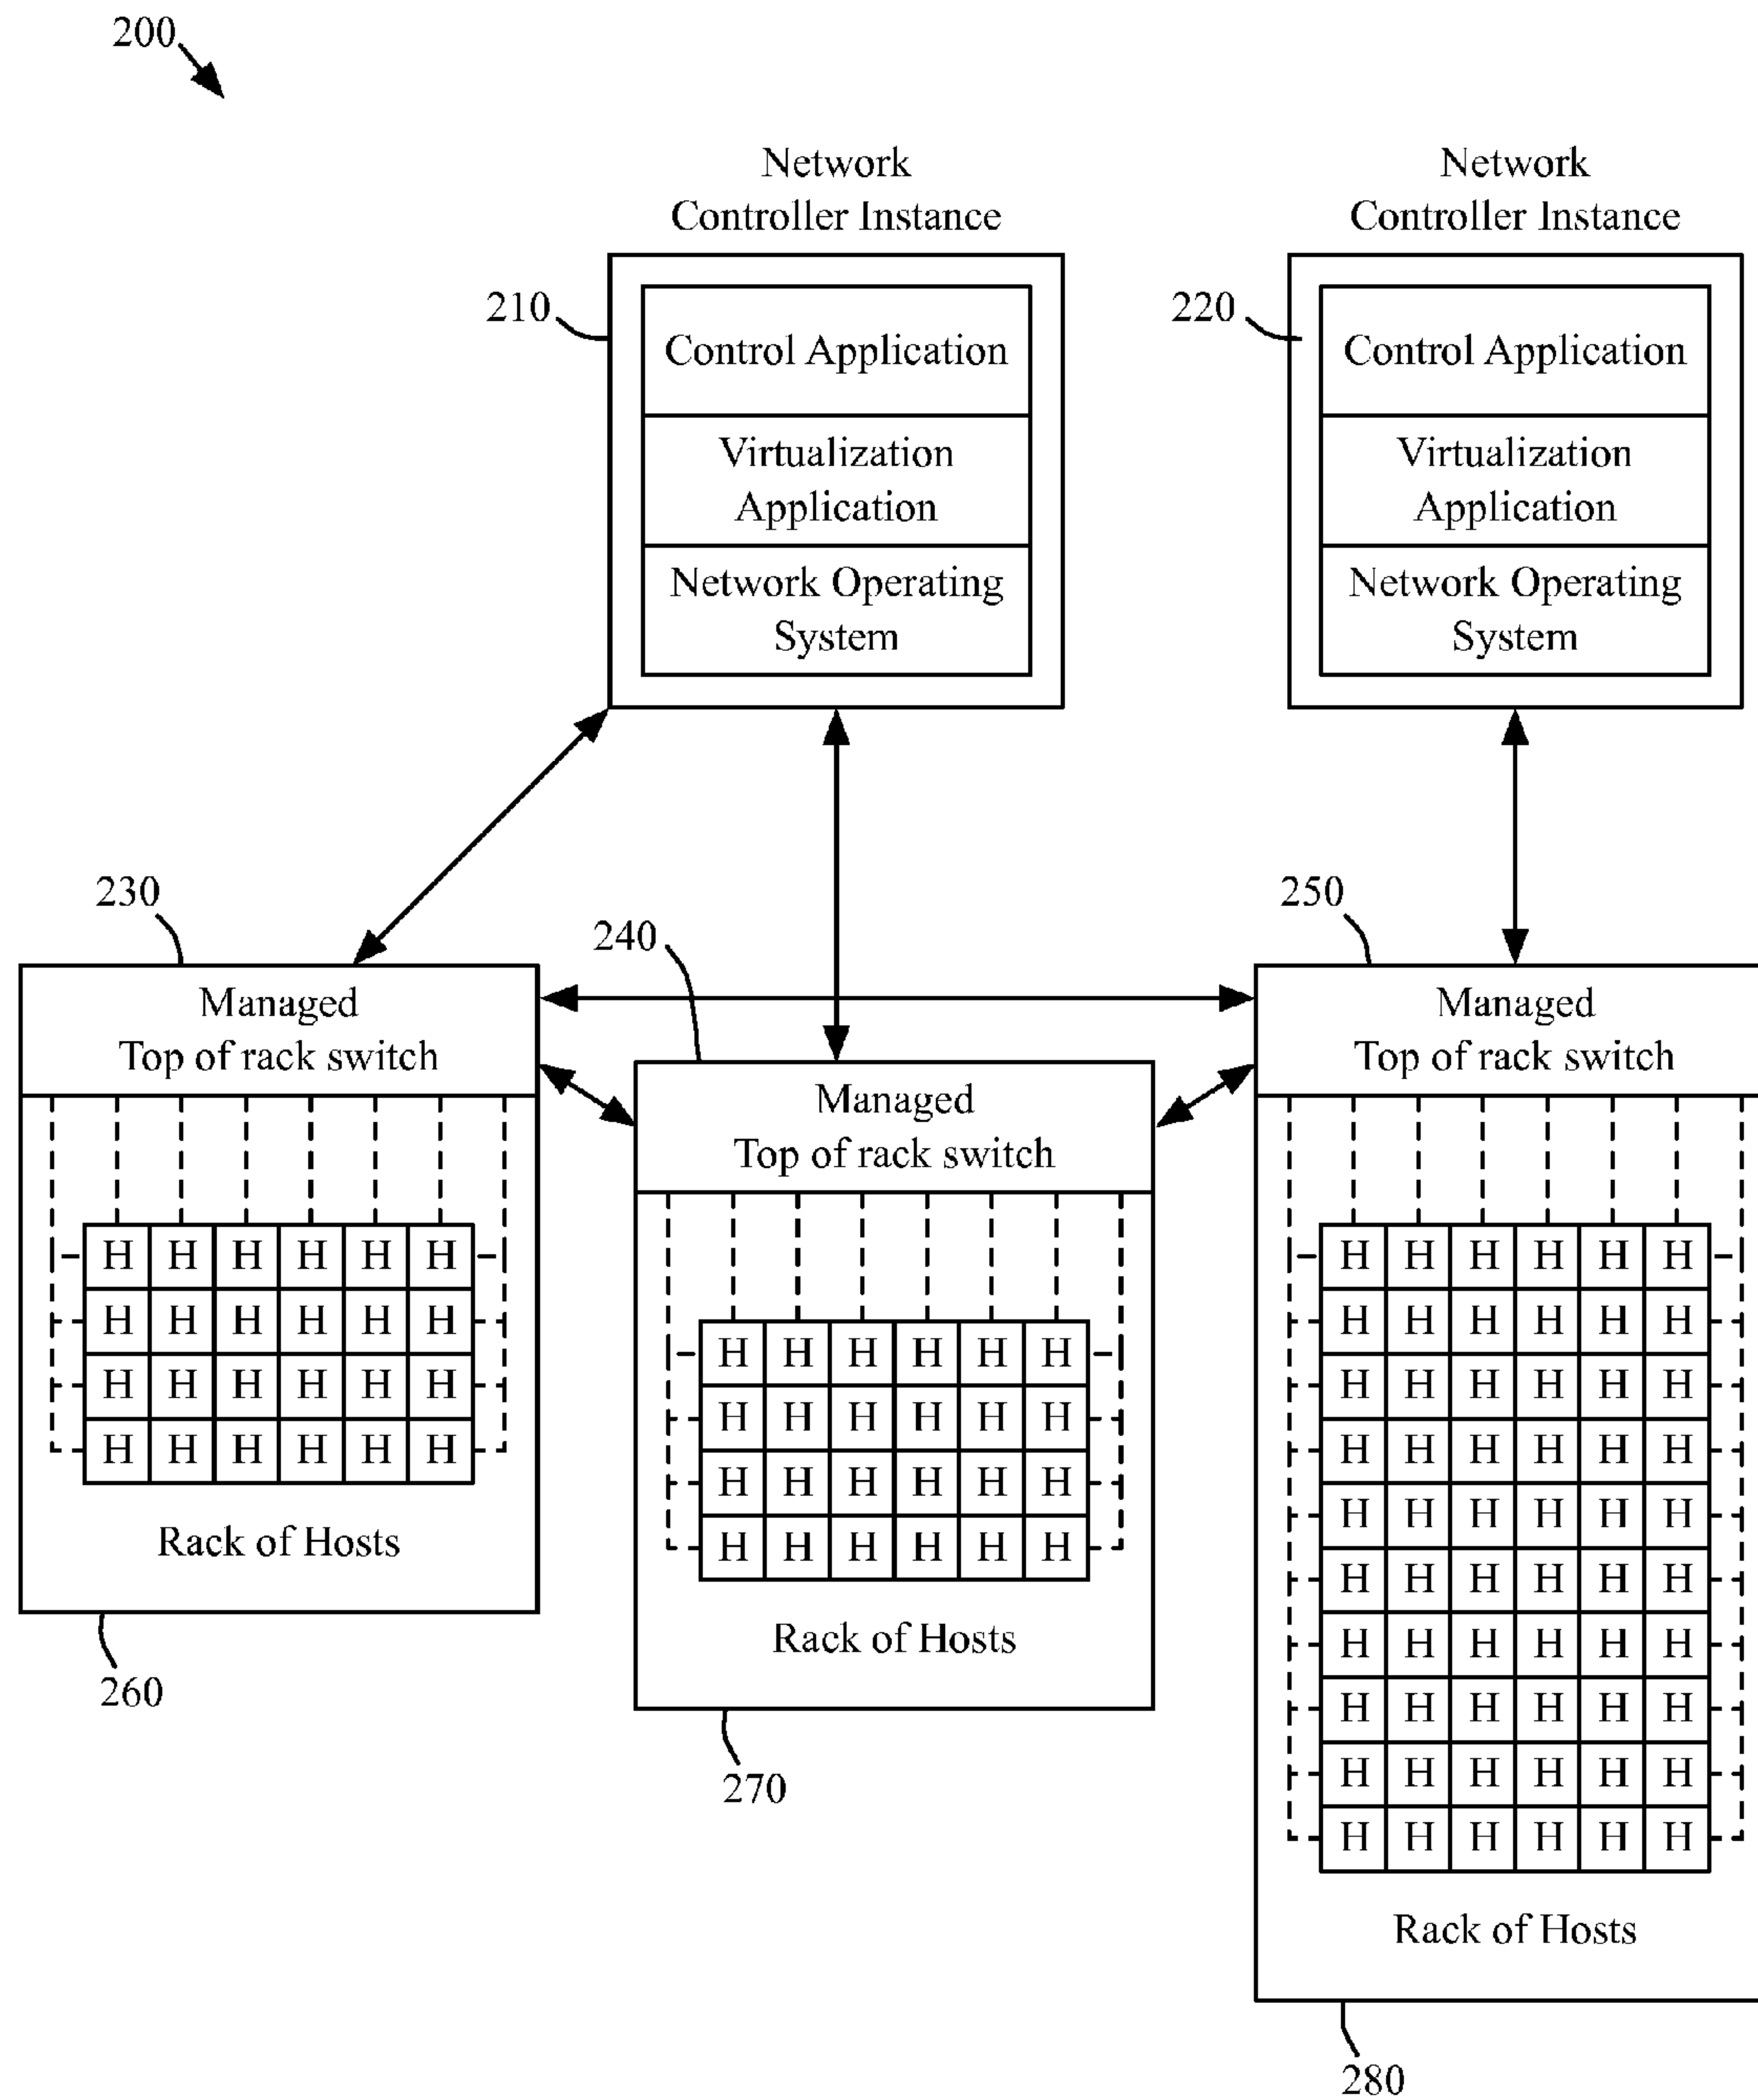 200
Network
Controller Instance
210
Control Application
Virtualization
Application
Network Operating
System
Network
Controller Instance
220
Control Application
Virtualization
Application
Network Operating
System
230
Managed
Top of rack switch
H H H H H H
H H H H H H
H H H H H H
H H H H H H
Rack of Hosts
260
240
Managed
Top of rack switch
H H H H H H
H H H H H H
H H H H H H
H H H H H H
Rack of Hosts
270
250
Managed
Top of rack switch
H H H H H H
H H H H H H
H H H H H H
H H H H H H
H H H H H H
H H H H H H
H H H H H H
H H H H H H
H H H H H H
H H H H H H
Rack of Hosts
280